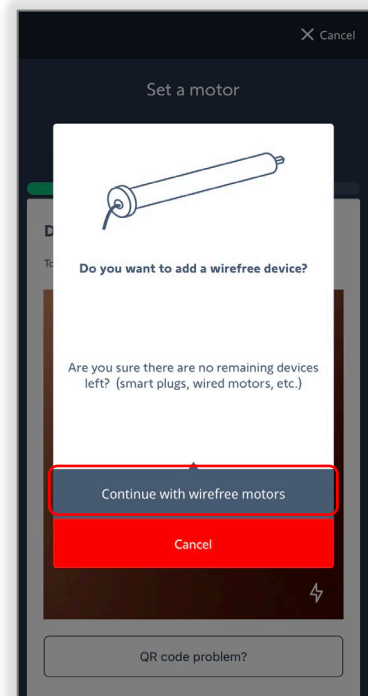 Cancel
Set a motor
D
To
Do you want to add a wirefree device?
Are you sure there are no remaining devices
left? (smart plugs, wired motors, etc.)
Continue with wirefree motors
Cancel
QR code problem?